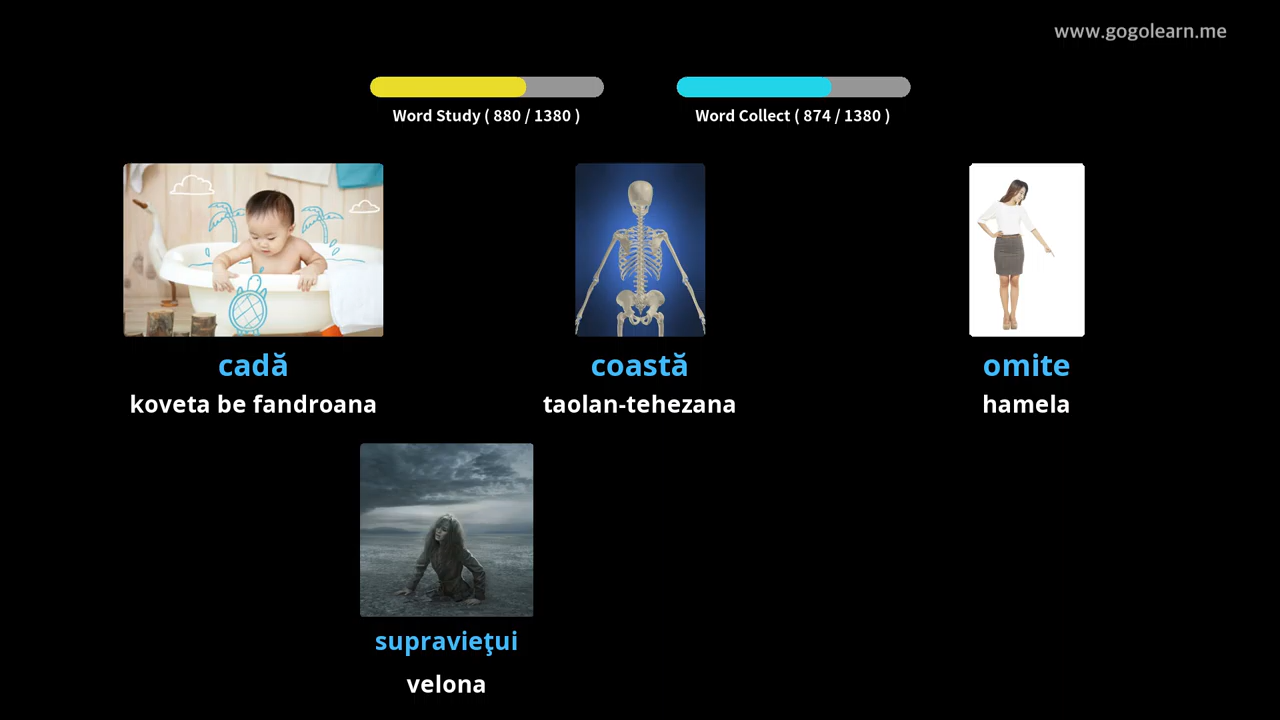 www.gogolearn.me
Word Study ( 880 / 1380 )
Word Collect ( 874 / 1380 )
cadă
koveta be fandroana
coastă
taolan-tehezana
omite
hamela
supravieţui
velona